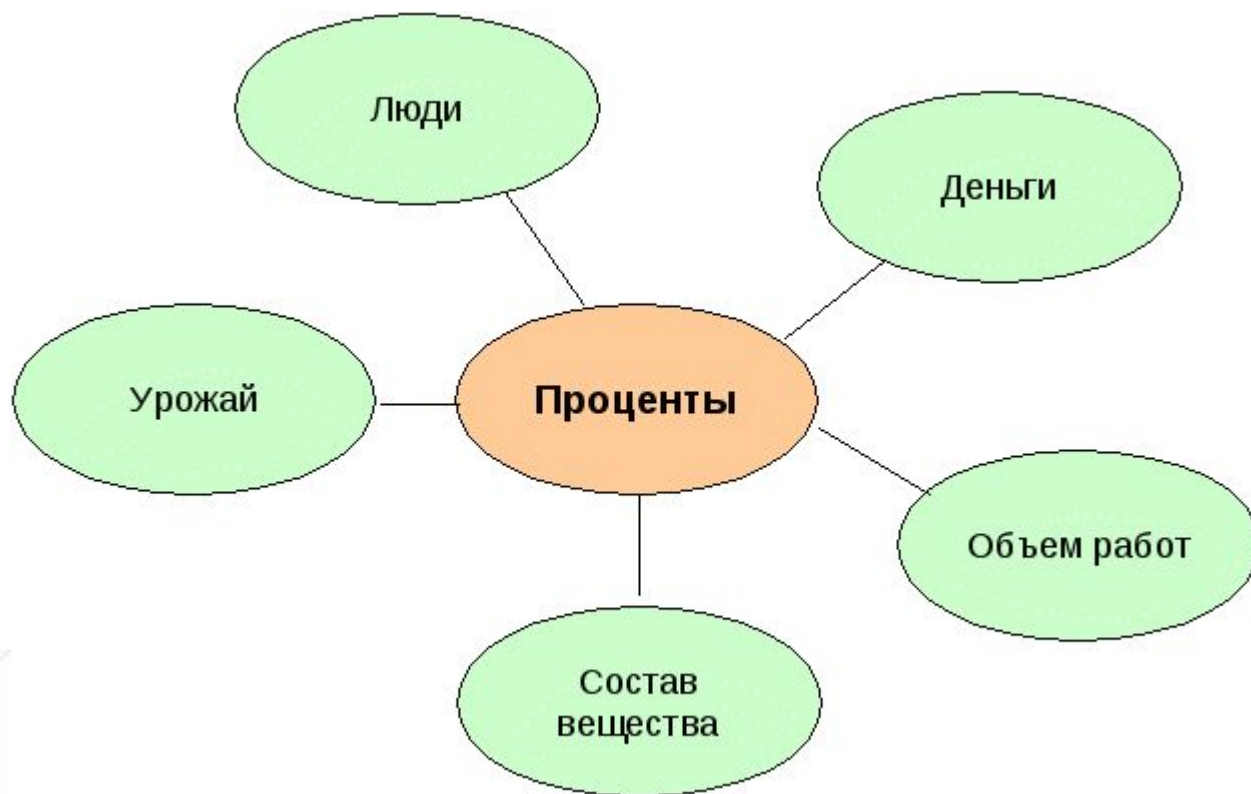 Люди
Деньги
Урожай
Проценты
Объем работ
Состав
вещества